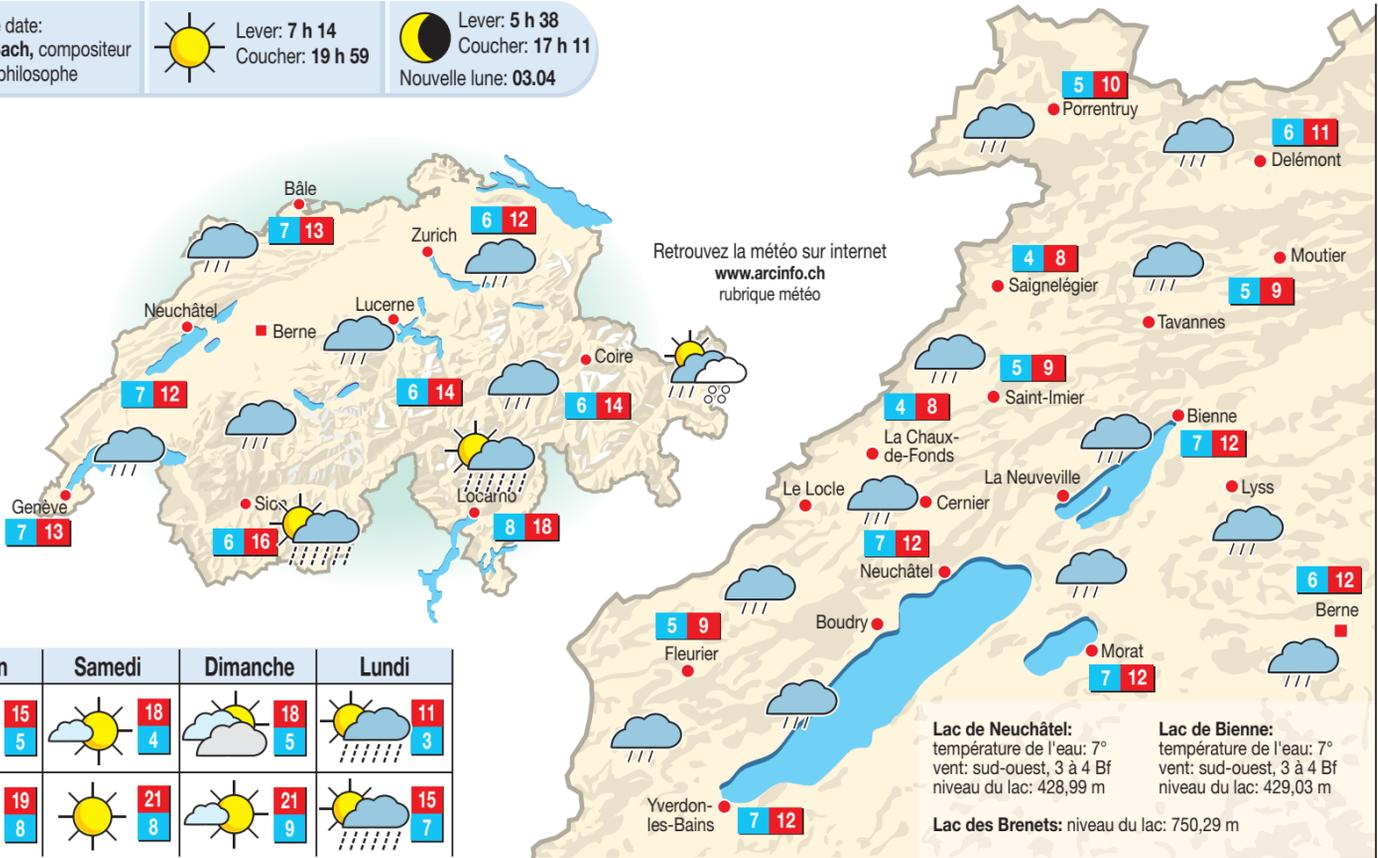 date:
Bach, compositeur
philosophe
Lever: 7 h 14
Coucher: 19 h 59
Lever: 5 h 38
Coucher: 17 h 11
Nouvelle lune: 03.04
Bâle
7 13
6 12
Zurich
Neuchâtel
Berne
Lucerne
7 12
6 14
Coire
6 14
Genève
7 13
Sion
6 16
Locarno
8 18
Retrouvez la météo sur internet
www.arcinfo.ch
rubrique météo
5 10
Porrentruy
6 11
Delémont
4 8
Saignelégier
Moutier
5 9
Tavannes
5 9
Saint-Imier
4 8
La Chaux-
de-Fonds
Bienne
7 12
La Neuveville
Le Locle
Cernier
Lyss
7 12
Neuchâtel
6 12
Berne
Boudry
5 9
Fleurier
Morat
7 12
Yverdon-
les-Bains
7 12
Samedi Dimanche Lundi
15
5
18
4
18
5
11
3
19
8
21
8
21
9
15
7
Lac de Neuchâtel:
température de l'eau: 7°
vent: sud-ouest, 3 à 4 Bf
niveau du lac: 428,99 m
Lac de Bienne:
température de l'eau: 7°
vent: sud-ouest, 3 à 4 Bf
niveau du lac: 429,03 m
Lac des Brenets: niveau du lac: 750,29 m